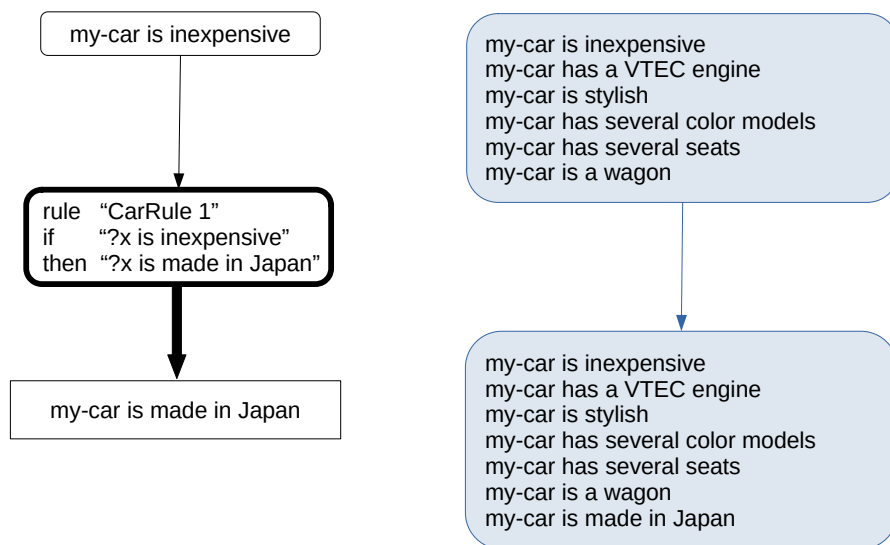 my-car is inexpensive
rule “CarRule 1”
if “?x is inexpensive”
then “?x is made in Japan”
my-car is made in Japan
my-car is inexpensive
my-car has a VTEC engine
my-car is stylish
my-car has several color models
my-car has several seats
my-car is a wagon
my-car is inexpensive
my-car has a VTEC engine
my-car is stylish
my-car has several color models
my-car has several seats
my-car is a wagon
my-car is made in Japan